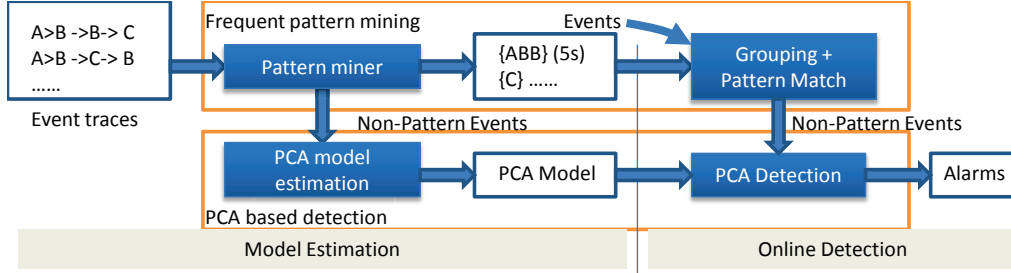 A>B ->B-> C
A>B ->C-> B
......
Event traces
Frequent pattern mining
Pattern miner
{ABB} (5s)
{C} ......
Events
Grouping +
Pattern Match
Non-Pattern Events
Non-Pattern Events
PCA model
estimation
PCA Model
PCA Detection
Alarms
PCA based detection
Model Estimation
Online Detection